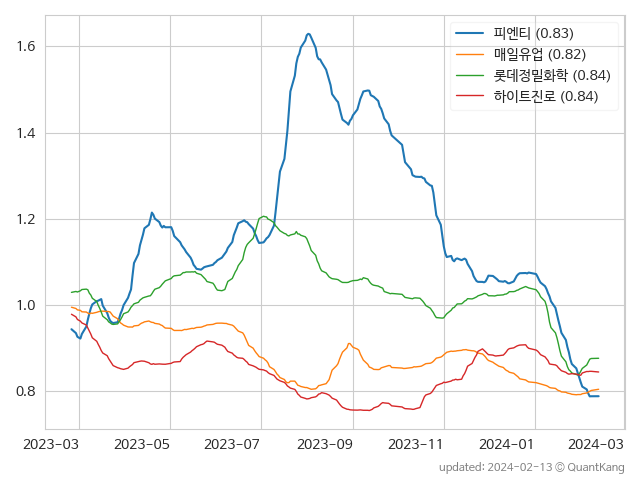 피엔티 (0.83)
매일유업 (0.82)
롯데정밀화학 (0.84)
하이트진로 (0.84)
1.6
1.4
1.2
1.0
0.8
2023-03 2023-05 2023-07 2023-09 2023-11 2024-01 2024-03
updated: 2024-02-13 © QuantKang